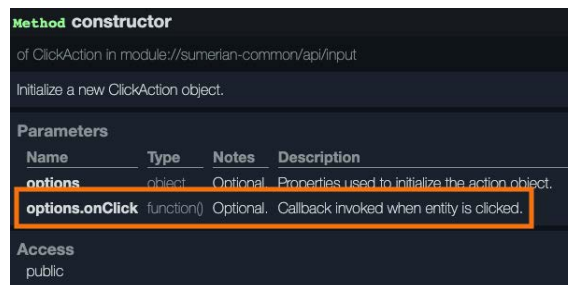 Method constructor
of ClickAction in module://sumerian-common/api/input
Initialize a new ClickAction object.
Parameters
Name Type Notes Description
options object Optional. Properties used to initialize the action object.
options.onClick function() Optional. Callback invoked when entity is clicked.
Access
public